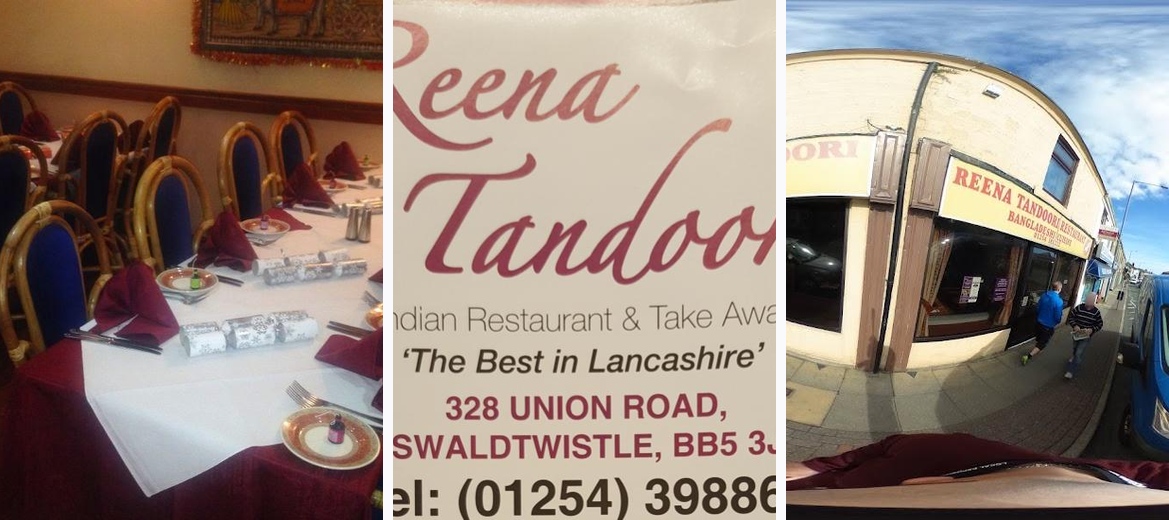 Reena
Tandoor
ndian Restaurant & Take Awa
‘The Best in Lancashire’
328 UNION ROAD,
SWALDTWISTLE, BB5 3J
el: (01254) 39886
OORI
REENA TANDOORI RESTAURANT
BANGLADESHI CUISINE